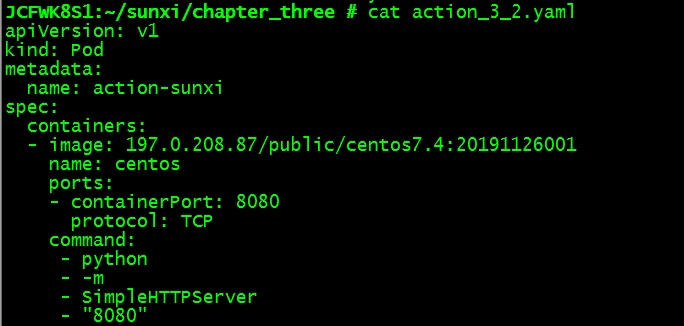 JCFWK8S1:~/sunxi/chapter_three # cat action_3_2.yaml
apiVersion: v1
kind: Pod
metadata:
  name: action-sunxi
spec:
  containers:
  - image: 197.0.208.87/public/centos7.4:20191126001
    name: centos
    ports:
    - containerPort: 8080
      protocol: TCP
    command:
     - python
     - -m
     - SimpleHTTPServer
     - "8080"